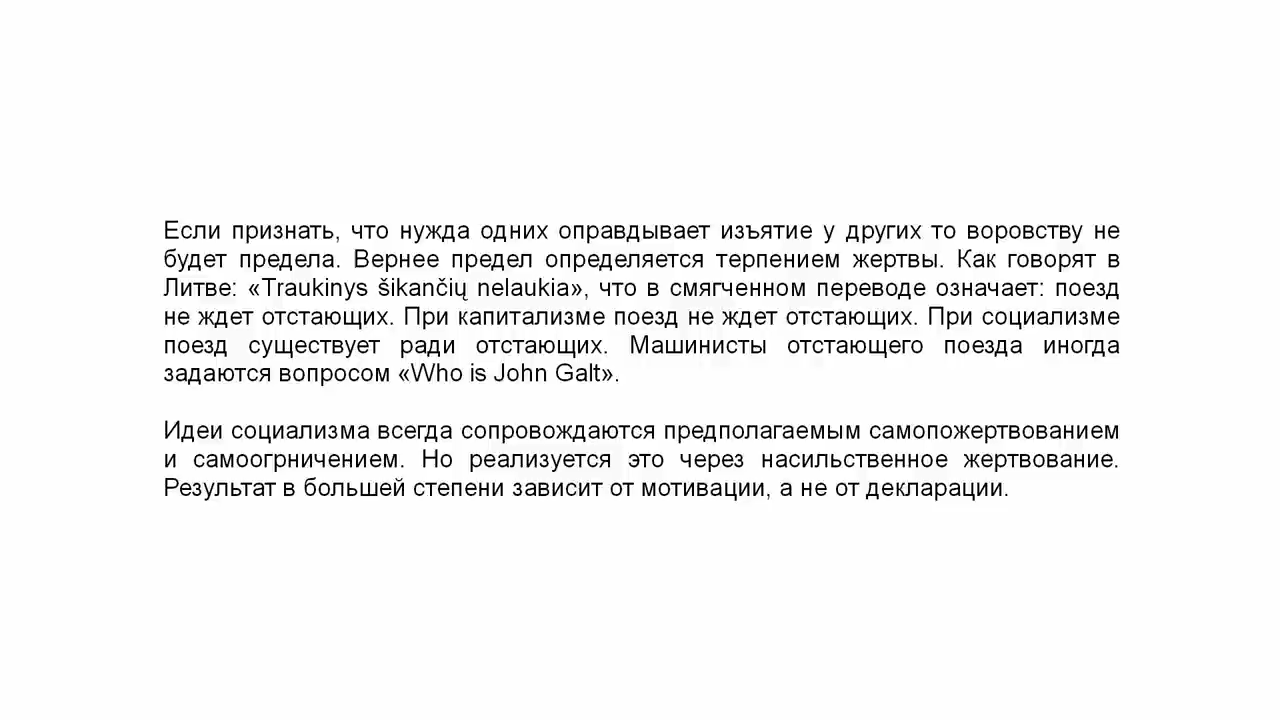 Если признать, что нужда одних оправдывает изъятие у других то воровству не
будет предела. Вернее предел определяется терпением жертвы. Как говорят в
Литве: «Traukinys šikančių nelaukia», что в смягченном переводе означает: поезд
не ждет отстающих. При капитализме поезд не ждет отстающих. При социализме
поезд существует ради отстающих. Машинисты отстающего поезда иногда
задаются вопросом «Who is John Galt».
Идеи социализма всегда сопровождаются предполагаемым самопожертвованием
и самоогрничением. Но реализуется это через насильственное жертвование.
Результат в большей степени зависит от мотивации, а не от декларации.